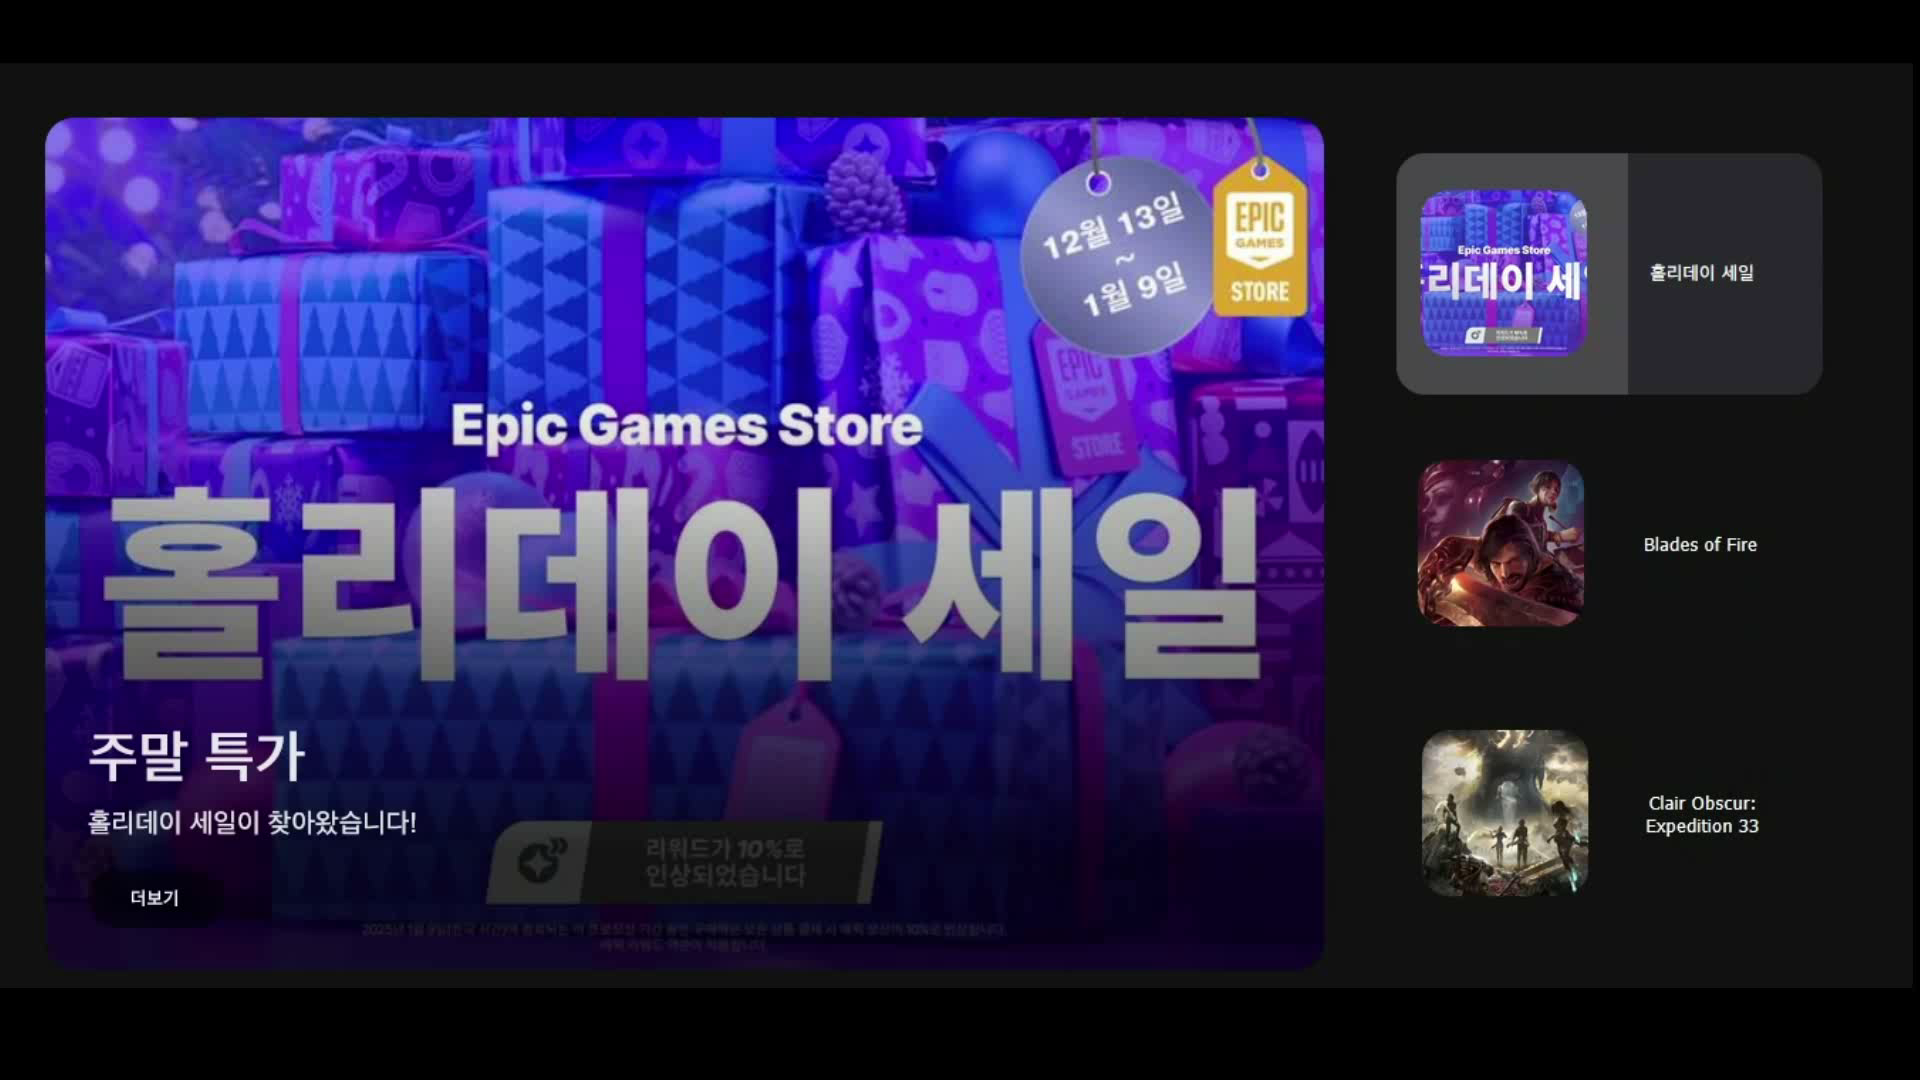 12월 13일
~
1월 9일
EPIC
GAMES
STORE
EPIC
GAMES
STORE
Epic Games Store
홀리데이 세일
주말 특가
홀리데이 세일이 찾아왔습니다!
리워드가 10%로
인상되었습니다
더보기
Epic Games Store
리데이 세
홀리데이 세일
Blades of Fire
Clair Obscur:
Expedition 33